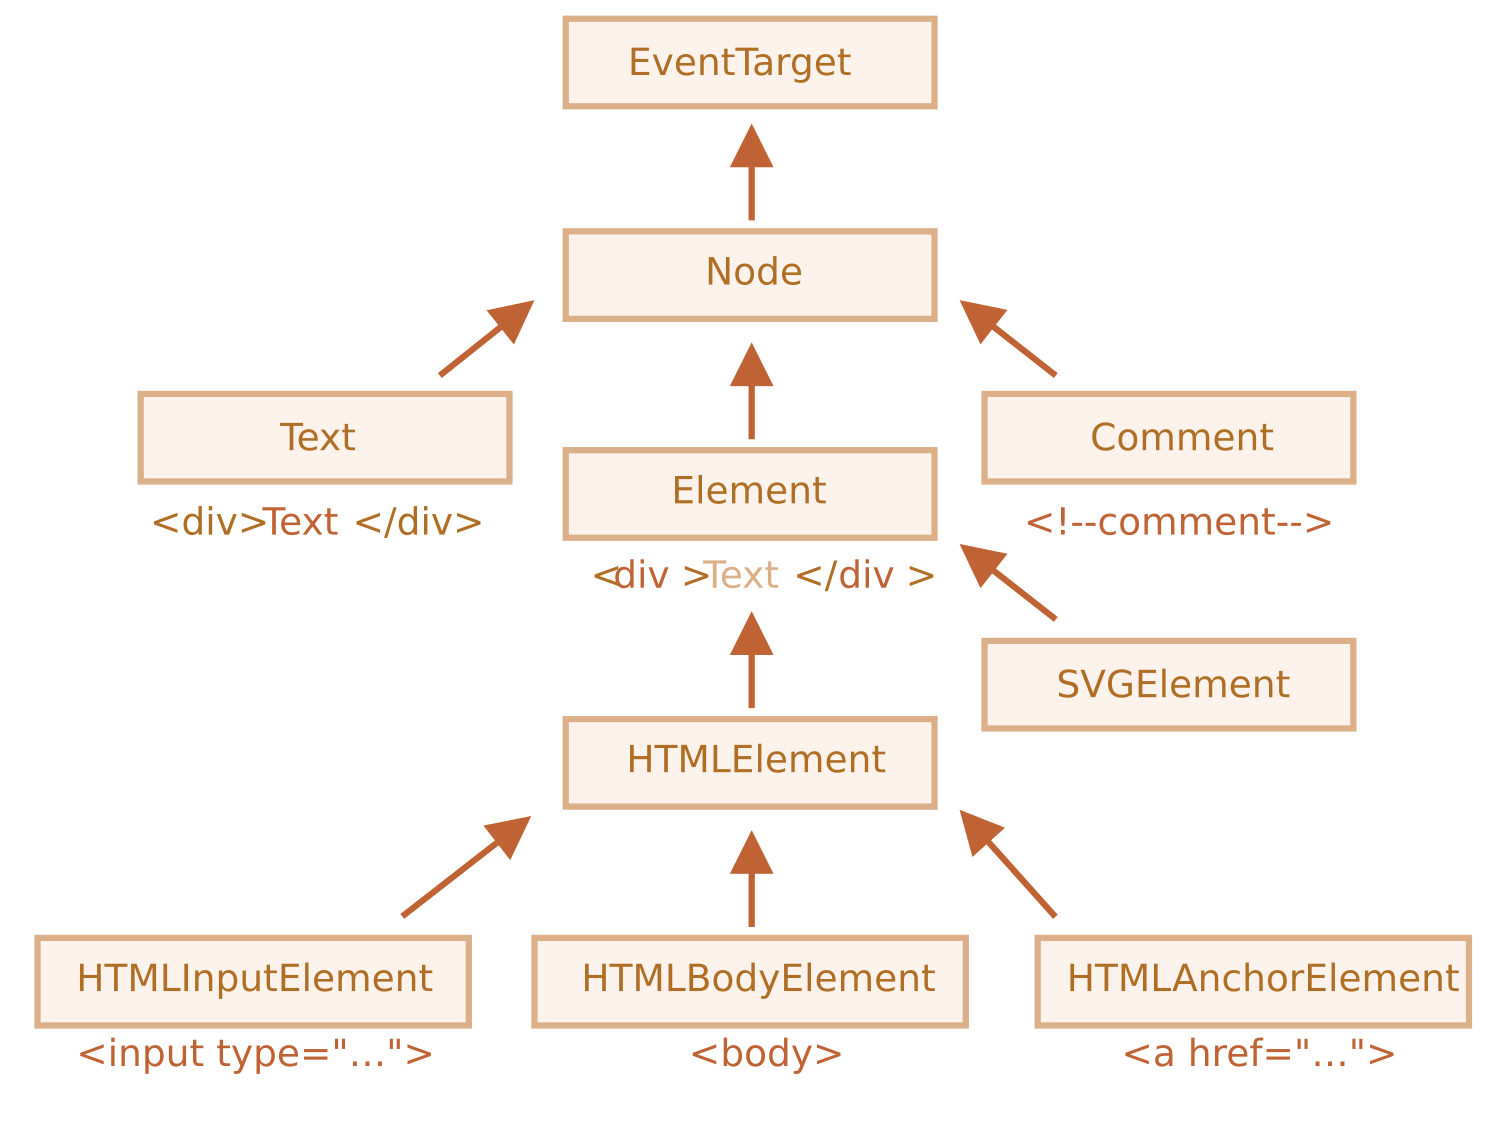 EventTarget
Node
Text
Comment
Element
<div>Text </div>
<!--comment-->
<div >Text </div >
SVGElement
HTMLElement
HTMLInputElement
HTMLBodyElement
HTMLAnchorElement
<input type="...">
<body>
<a href="...">